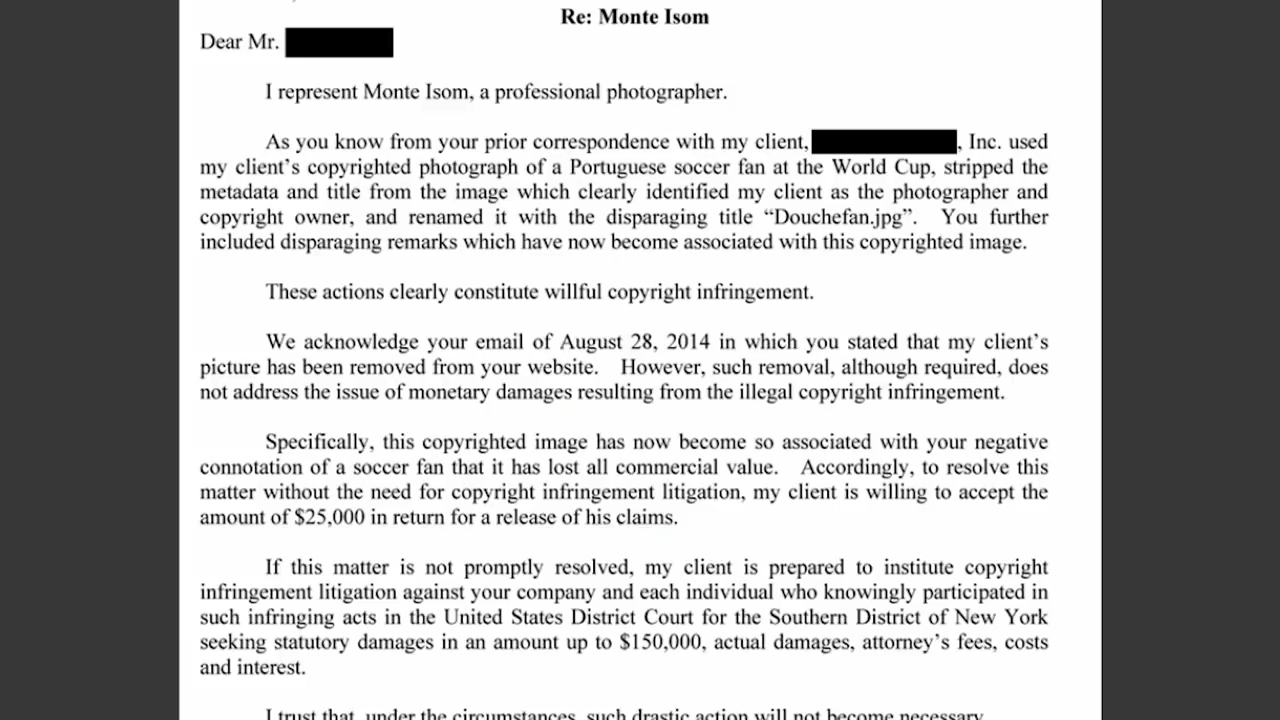 Re: Monte Isom
Dear Mr.
I represent Monte Isom, a professional photographer.
As you know from your prior correspondence with my client, , Inc. used
my client's copyrighted photograph of a Portuguese soccer fan at the World Cup, stripped the
metadata and title from the image which clearly identified my client as the photographer and
copyright owner, and renamed it with the disparaging title “Douchefan.jpg”. You further
included disparaging remarks which have now become associated with this copyrighted image.
These actions clearly constitute willful copyright infringement.
We acknowledge your email of August 28, 2014 in which you stated that my client's
picture has been removed from your website. However, such removal, although required, does
not address the issue of monetary damages resulting from the illegal copyright infringement.
Specifically, this copyrighted image has now become so associated with your negative
connotation of a soccer fan that it has lost all commercial value. Accordingly, to resolve this
matter without the need for copyright infringement litigation, my client is willing to accept the
amount of $25,000 in return for a release of his claims.
If this matter is not promptly resolved, my client is prepared to institute copyright
infringement litigation against your company and each individual who knowingly participated in
such infringing acts in the United States District Court for the Southern District of New York
seeking statutory damages in an amount up to $150,000, actual damages, attorney's fees, costs
and interest.
I trust that, under the circumstances, such drastic action will not become necessary.